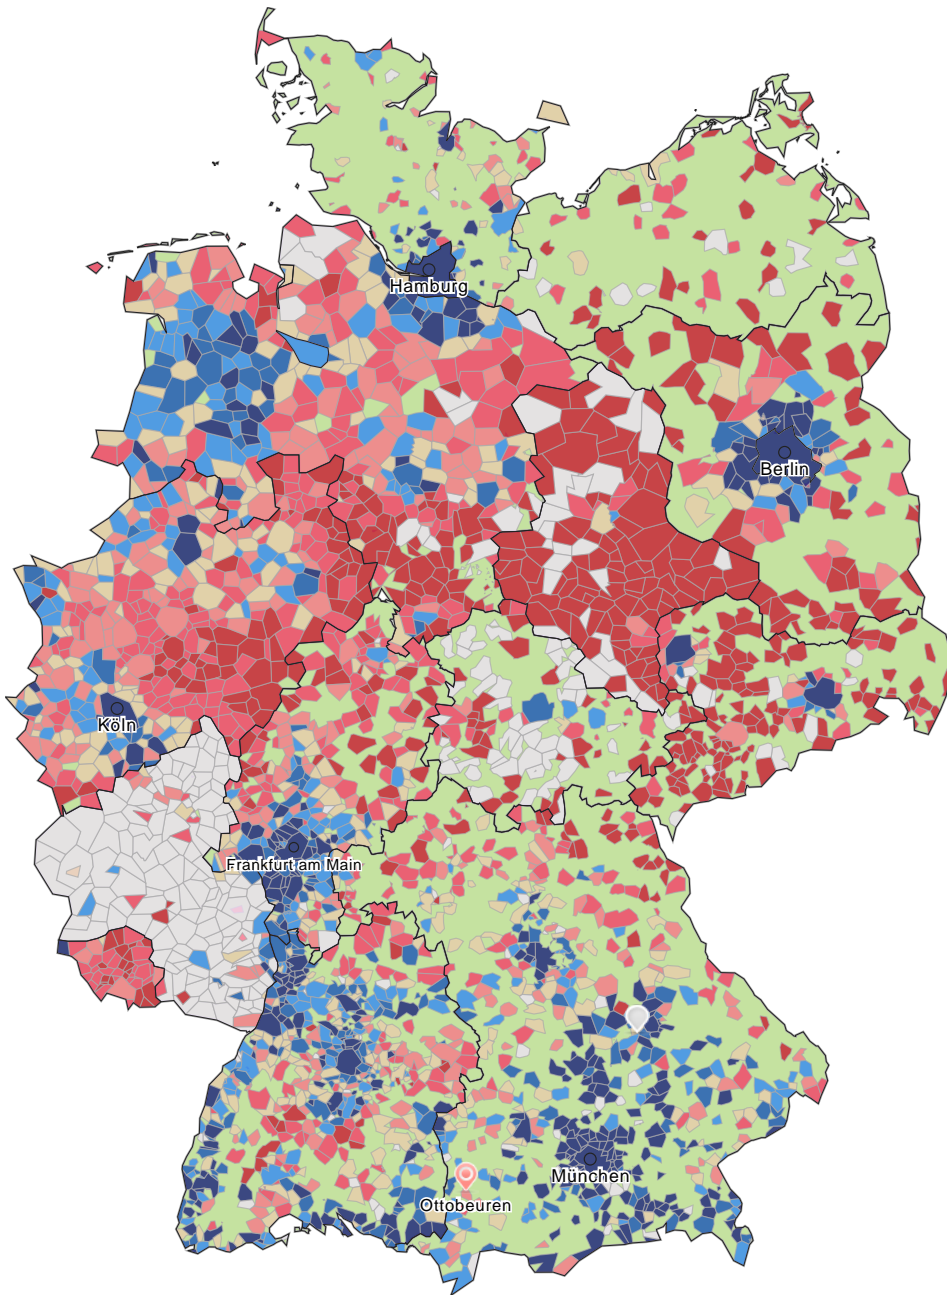 Hamburg
Berlin
Köln
Frankfurt am Main
München
Ottobeuren